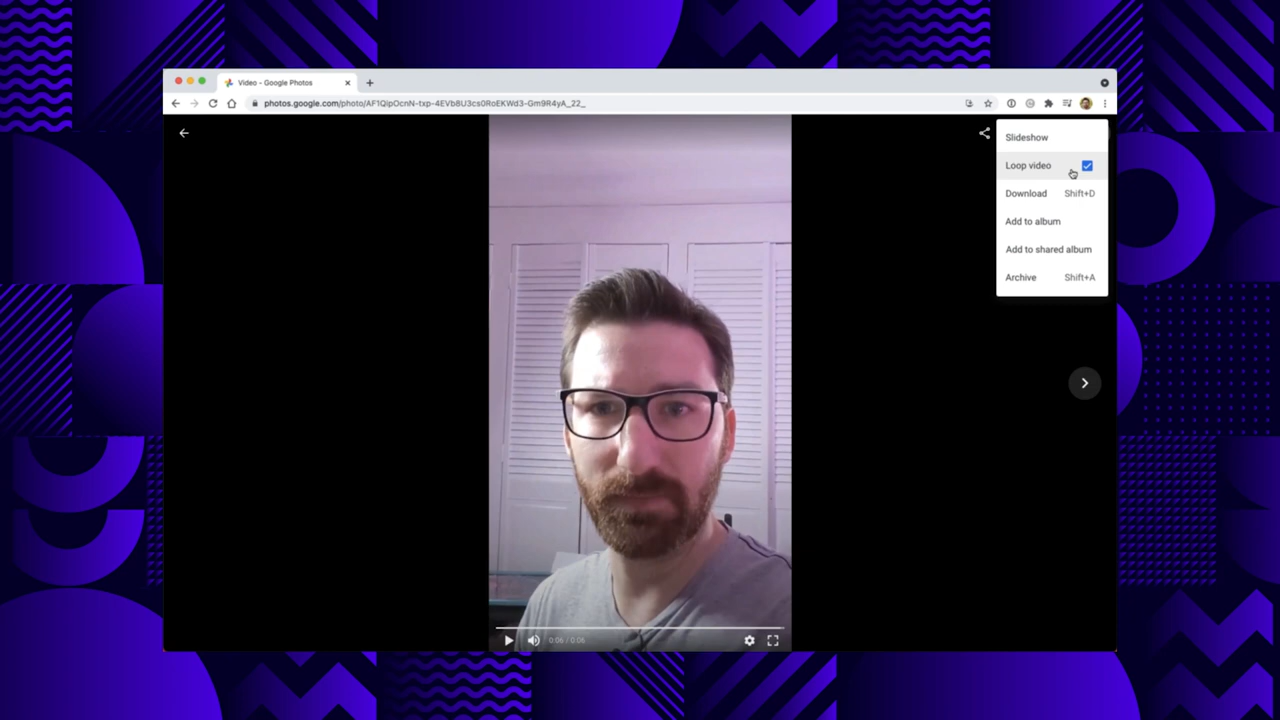 Video - Google Photos
photos.google.com/photo/AF1QipOcnN-txp-4EVb8U3cs0RoEKWd3-Gm9R4yA_22_
Slideshow
Loop video
Download Shift+D
Add to album
Add to shared album
Archive Shift+A
0:06 / 0:06